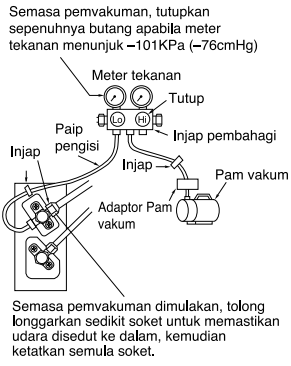 Semasa pemvakuman, tutupkan
sepenuhnya butang apabila meter
tekanan menunjuk –101KPa (–76cmHg)
Meter tekanan
Lo
Hi
Tutup
Paip
pengisi
Injap pembahagi
Injap
Injap
Pam vakum
Adaptor Pam
vakum
Semasa pemvakuman dimulakan, tolong
longgarkan sedikit soket untuk memastikan
udara disedut ke dalam, kemudian
ketatkan semula soket.